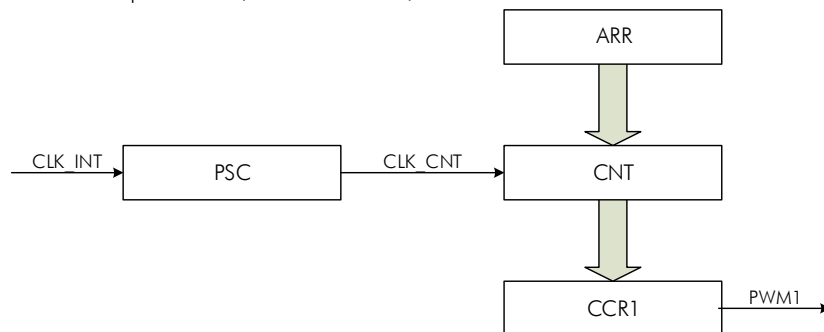 ARR
CLK_INT
PSC
CLK_CNT
CNT
CCR1
PWM1